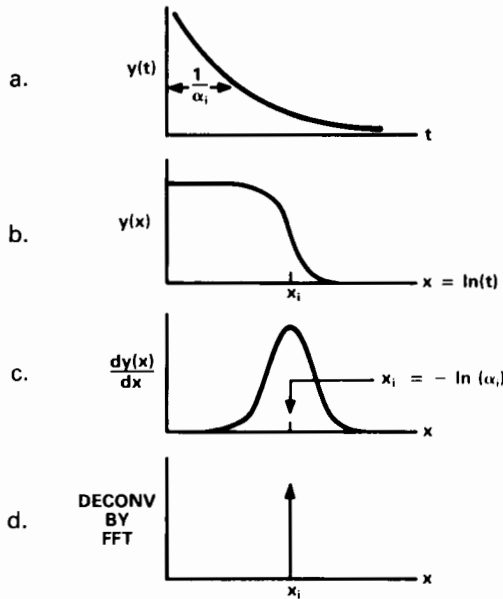 a.
y(t)
1
αᵢ
t
b.
y(x)
xᵢ
x = ln(t)
c.
dy(x)
dx
xᵢ = − ln (αᵢ)
x
d.
DECONV
BY
FFT
xᵢ
x